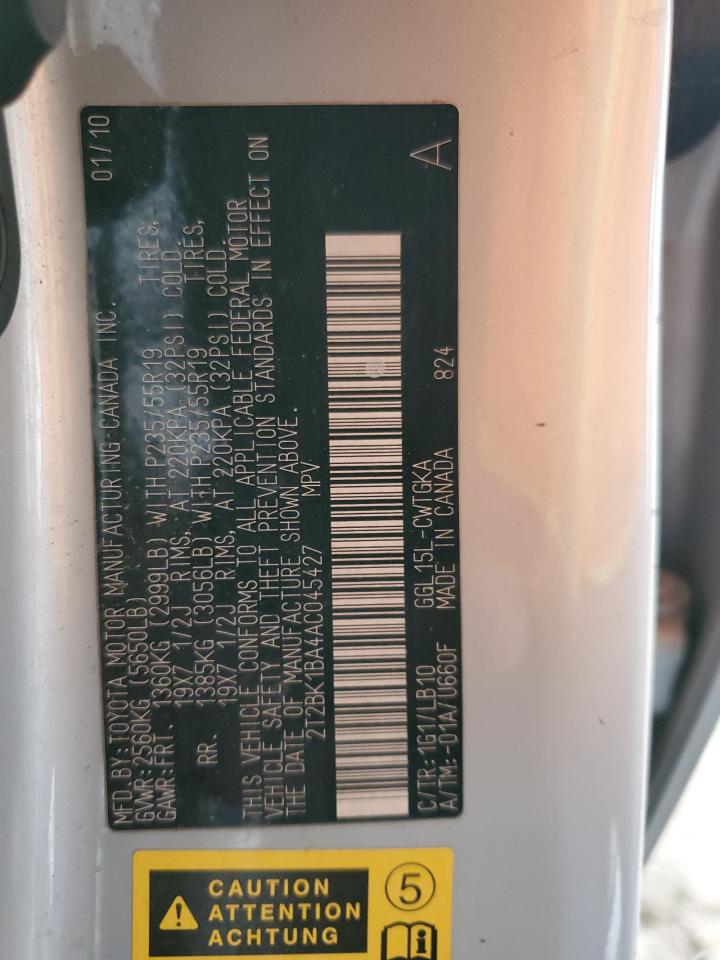 MFD. BY: TOYOTA MOTOR MANUFACTURING CANADA INC. 01/10
GVWR: 2560KG (5650LB)
GAWR: FRT. 1360KG (2999LB) WITH P235/55R19 TIRES,
19X7 1/2J RIMS, AT 220KPA (32PSI) COLD.
RR. 1385KG (3056LB) WITH P235/55R19 TIRES,
19X7 1/2J RIMS, AT 220KPA (32PSI) COLD.
THIS VEHICLE CONFORMS TO ALL APPLICABLE FEDERAL MOTOR
VEHICLE SAFETY AND THEFT PREVENTION STANDARDS IN EFFECT ON
THE DATE OF MANUFACTURE SHOWN ABOVE.
2T2BK1BA4AC045427 MPV
C/TR: 1G1/LB10 GGL15L-CWTGKA A
A/TM: -01A/U660F MADE IN CANADA 824
CAUTION
ATTENTION
ACHTUNG
5